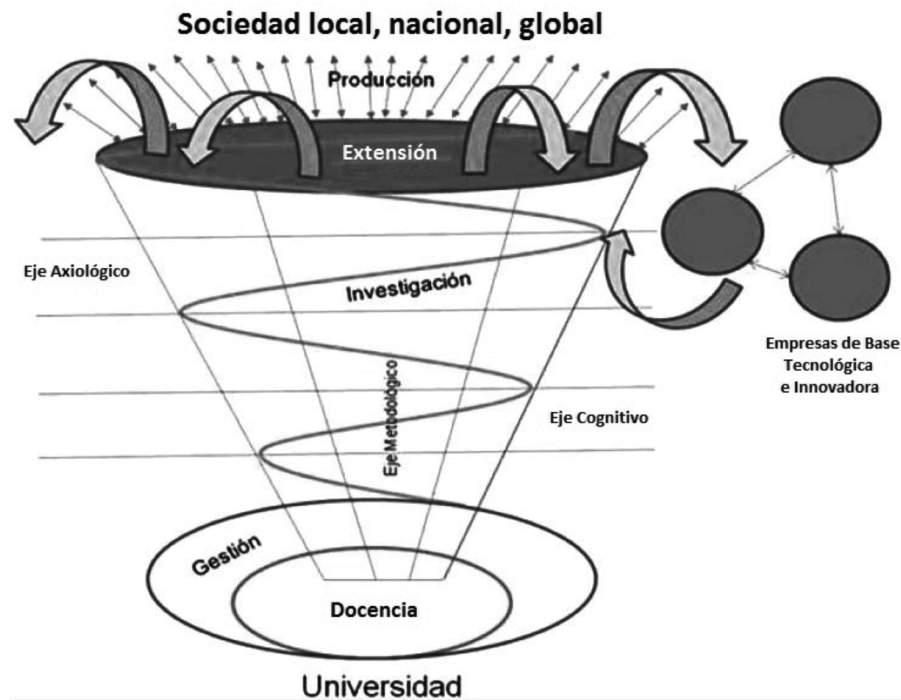 Sociedad local, nacional, global
Producción
Extensión
Eje Axiológico
Investigación
Empresas de Base
Tecnológica
e Innovadora
Eje Metodológico
Eje Cognitivo
Gestión
Docencia
Universidad